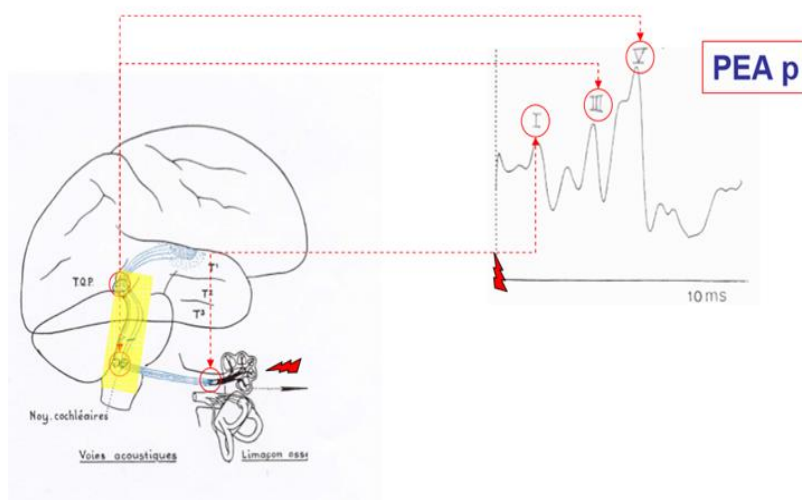 V
PEA p
III
I
T1
T.Q.P.
T2
T3
10 ms
Noy. cochléaires
Voies acoustiques
Limaçon osse